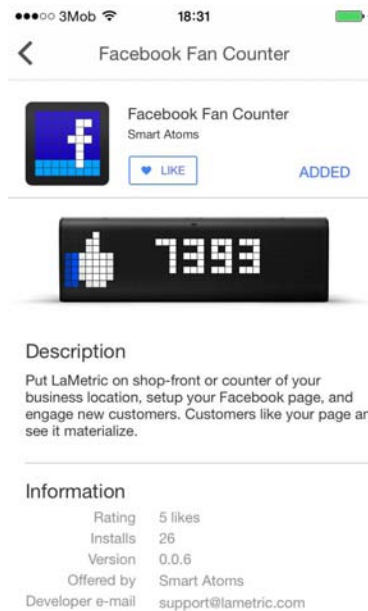 3Mob 18:31
Facebook Fan Counter
Facebook Fan Counter
Smart Atoms
LIKE
ADDED
7393
Description
Put LaMetric on shop-front or counter of your
business location, setup your Facebook page, and
engage new customers. Customers like your page an
see it materialize.
Information
Rating 5 likes
Installs 26
Version 0.0.6
Offered by Smart Atoms
Developer e-mail support@lametric.com